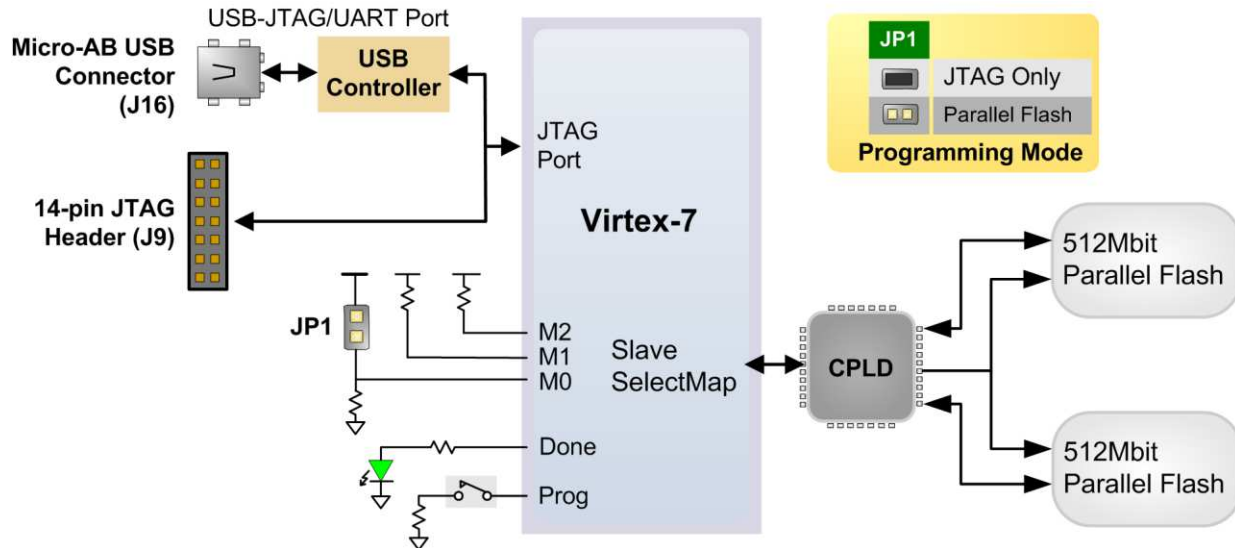 USB-JTAG/UART Port
Micro-AB USB
Connector
(J16)
USB
Controller
14-pin JTAG
Header (J9)
JTAG
Port
Virtex-7
JP1
M2
M1
M0
Slave
SelectMap
Done
Prog
JP1
JTAG Only
Parallel Flash
Programming Mode
CPLD
512Mbit
Parallel Flash
512Mbit
Parallel Flash